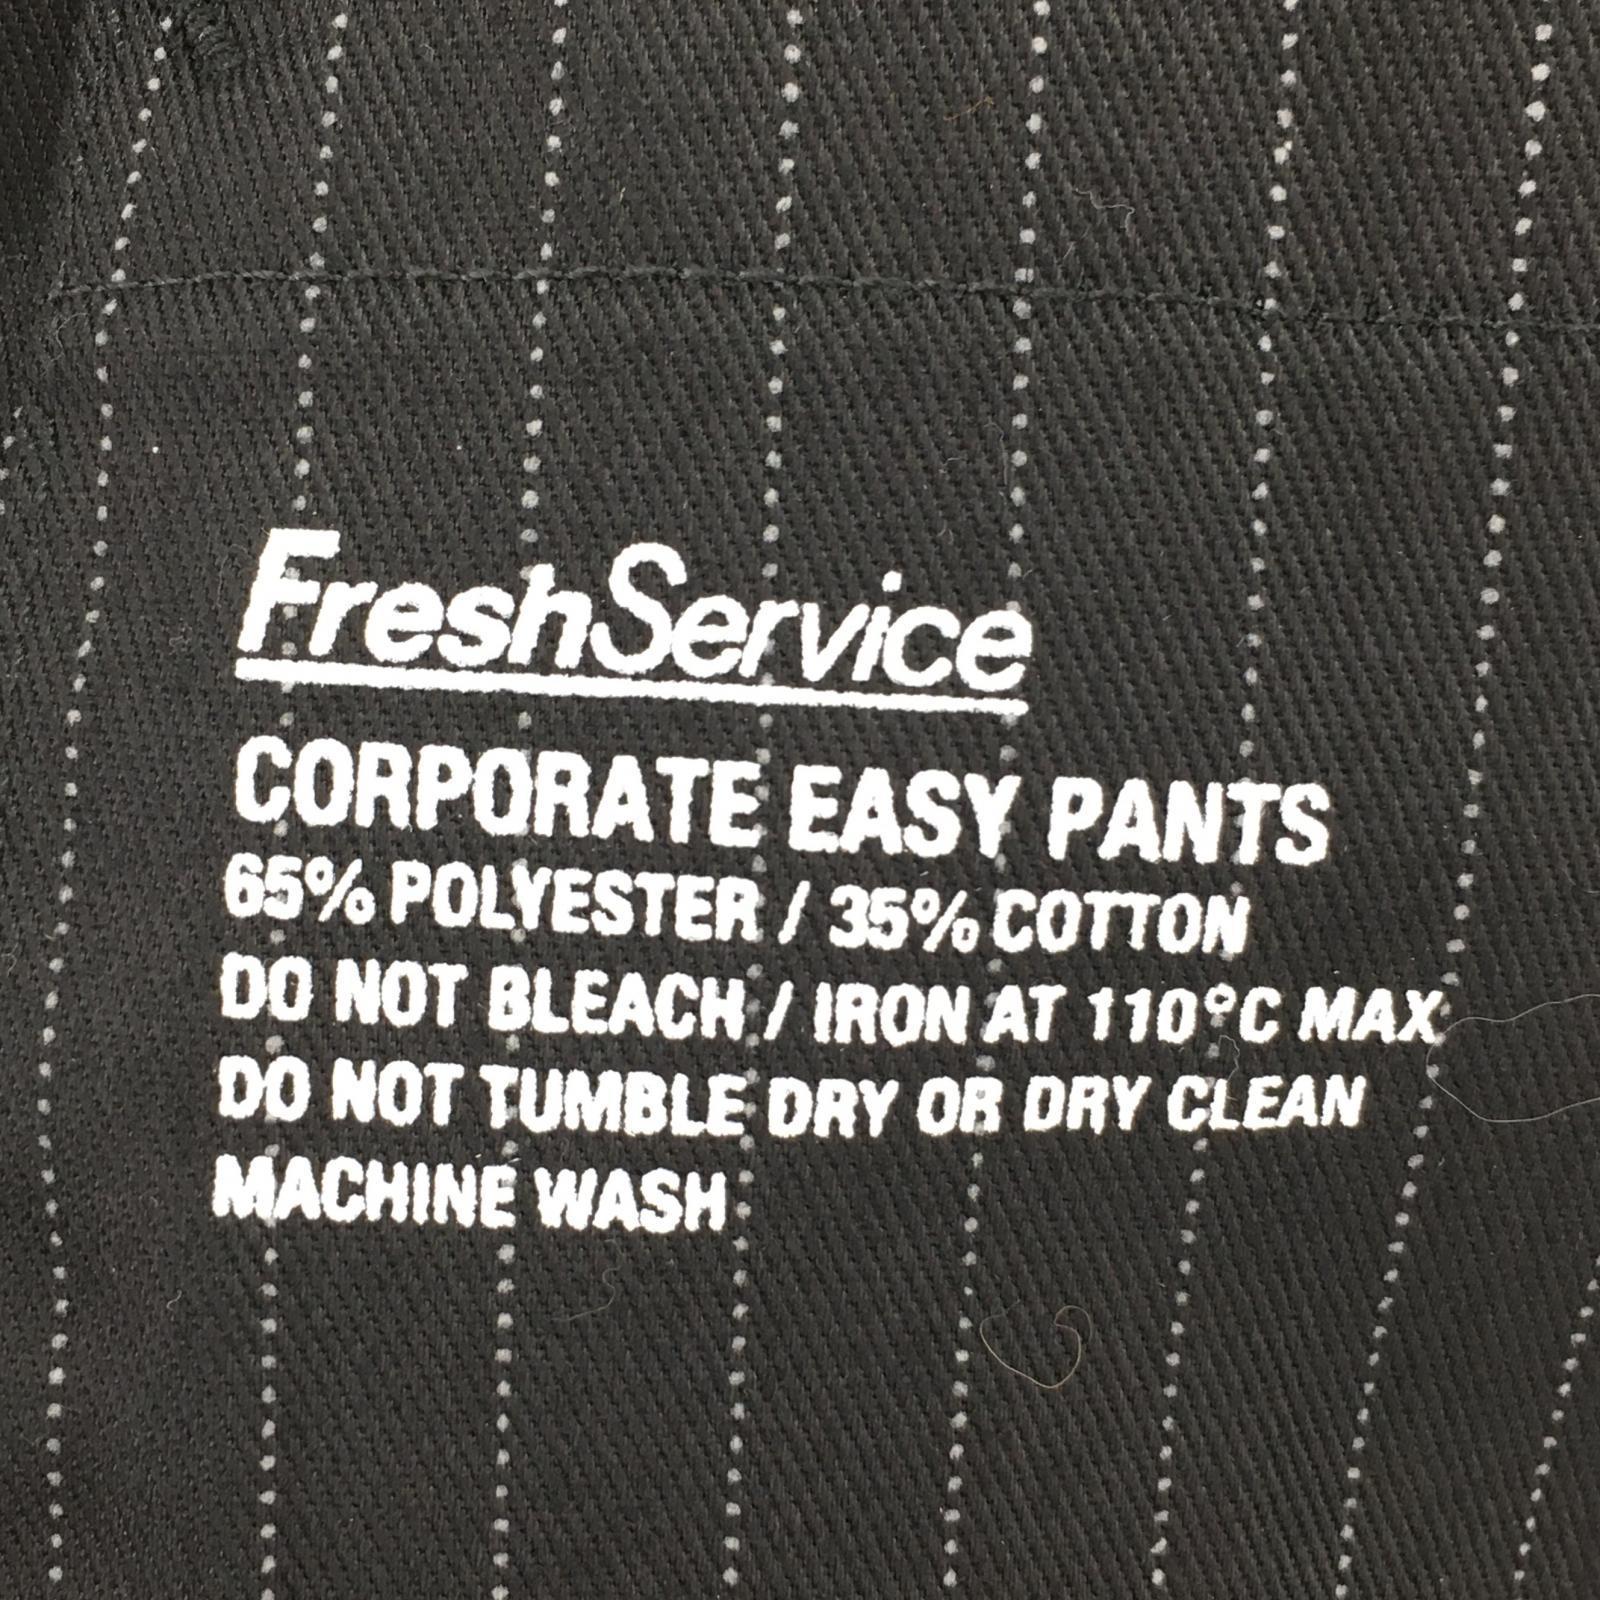 FreshService
CORPORATE EASY PANTS
65% POLYESTER / 35% COTTON
DO NOT BLEACH / IRON AT 110°C MAX
DO NOT TUMBLE DRY OR DRY CLEAN
MACHINE WASH